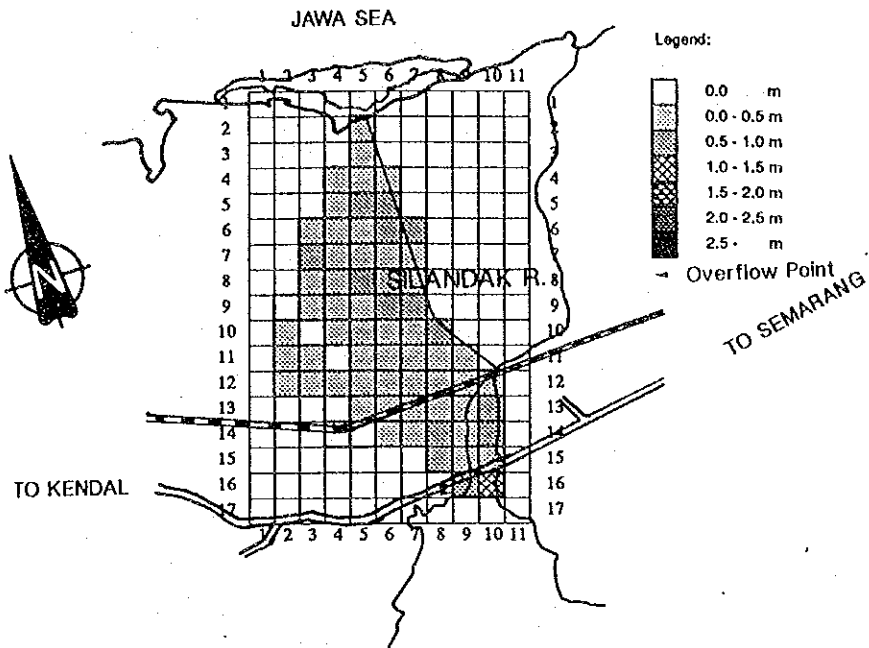 JAWA SEA
Legend:
0.0 m
0.0 - 0.5 m
0.5 - 1.0 m
1.0 - 1.5 m
1.5 - 2.0 m
2.0 - 2.5 m
2.5 - m
Overflow Point
1 2 3 4 5 6 7 8 9 10 11
1 1
2 2
3 3
4 4
5 5
6 6
7 7
8 8
9 9
10 10
11 11
12 12
13 13
14 14
15 15
16 16
17 17
1 2 3 4 5 6 7 8 9 10 11
SILANDAK R.
N
TO SEMARANG
TO KENDAL